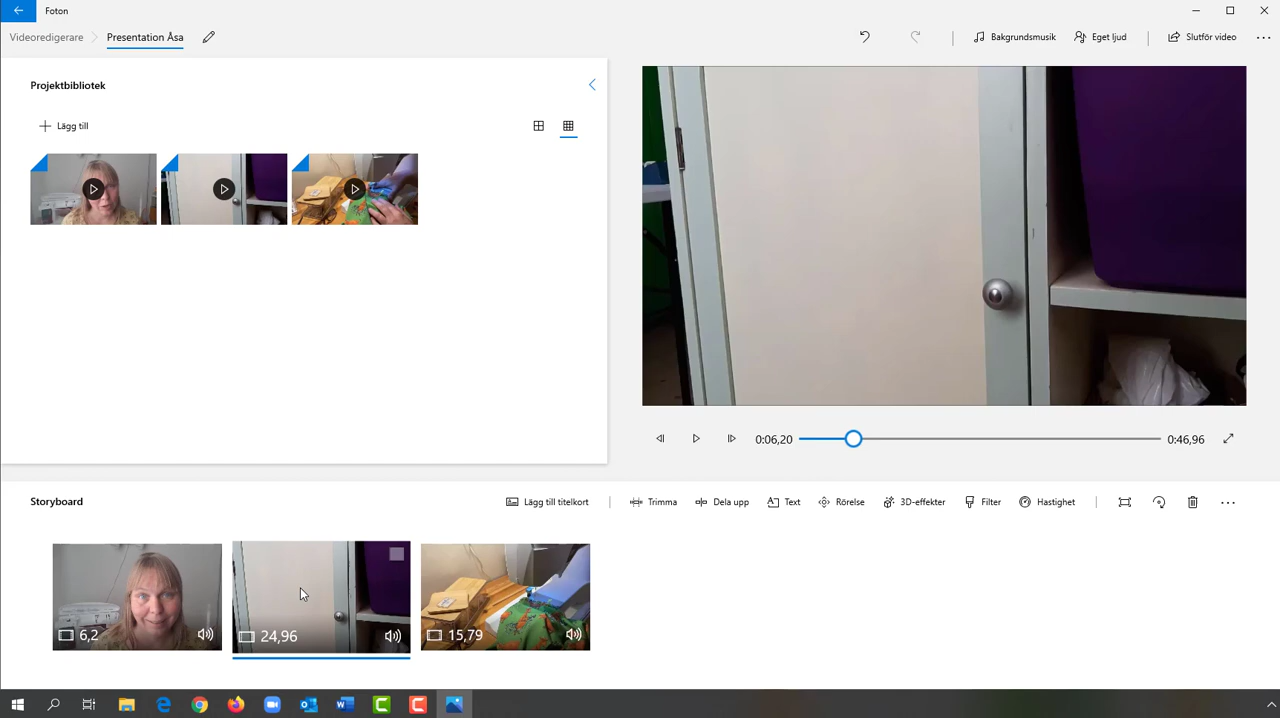 Foton
Videoredigerare Presentation Åsa Bakgrundsmusik Eget ljud Slutför video
Projektbibliotek
Lägg till
0:06,20 0:46,96
Storyboard Lägg till titelkort Trimma Dela upp Text Rörelse 3D-effekter Filter Hastighet
6,2 24,96 15,79